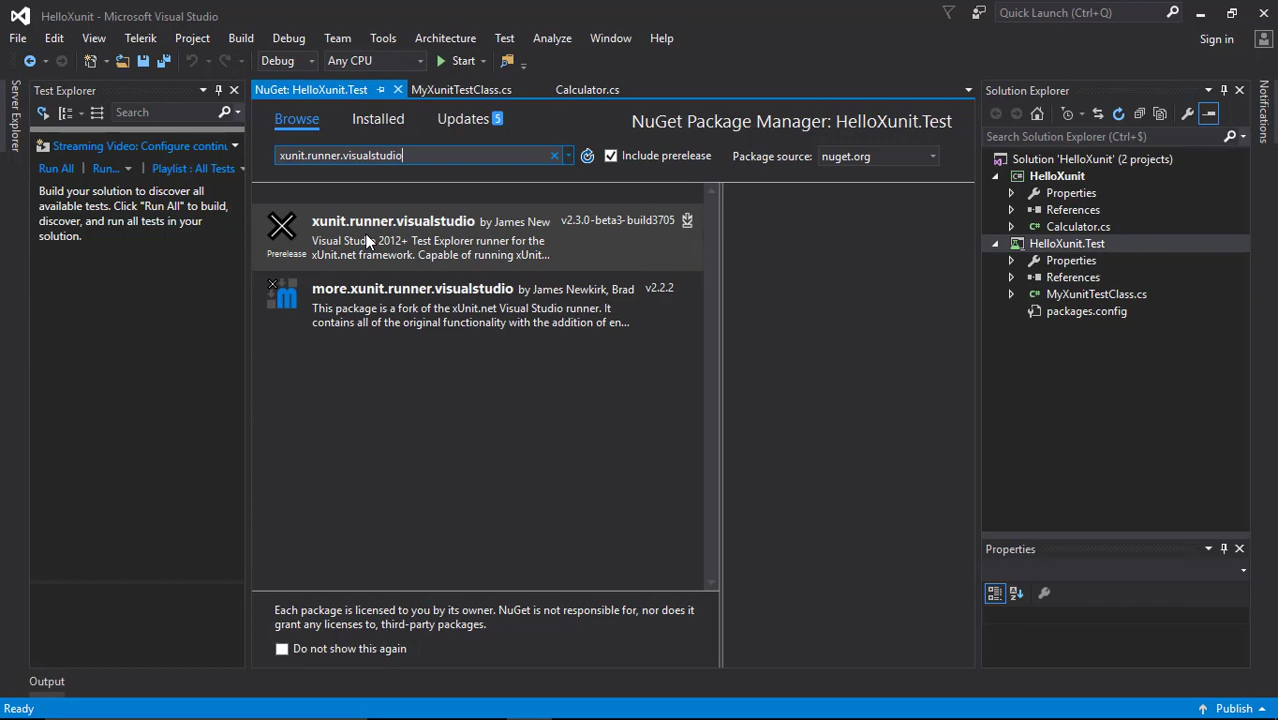 HelloXunit - Microsoft Visual Studio
Quick Launch (Ctrl+Q)
File Edit View Telerik Project Build Debug Team Tools Architecture Test Analyze Window Help
Sign in
Debug Any CPU Start
Server Explorer
Test Explorer
Search
Streaming Video: Configure continu
Run All Run... Playlist : All Tests
Build your solution to discover all
available tests. Click "Run All" to build,
discover, and run all tests in your
solution.
NuGet: HelloXunit.Test MyXunitTestClass.cs Calculator.cs
Browse Installed Updates 5
NuGet Package Manager: HelloXunit.Test
xunit.runner.visualstudio
Include prerelease
Package source: nuget.org
xunit.runner.visualstudio by James New v2.3.0-beta3-build3705
Visual Studio 2012+ Test Explorer runner for the
xUnit.net framework. Capable of running xUnit...
Prerelease
more.xunit.runner.visualstudio by James Newkirk, Brad v2.2.2
This package is a fork of the xUnit.net Visual Studio runner. It
contains all of the original functionality with the addition of en...
Each package is licensed to you by its owner. NuGet is not responsible for, nor does it
grant any licenses to, third-party packages.
Do not show this again
Solution Explorer
Search Solution Explorer (Ctrl+$)
Solution 'HelloXunit' (2 projects)
HelloXunit
Properties
References
Calculator.cs
HelloXunit.Test
Properties
References
MyXunitTestClass.cs
packages.config
Properties
Notifications
Output
Ready
Publish